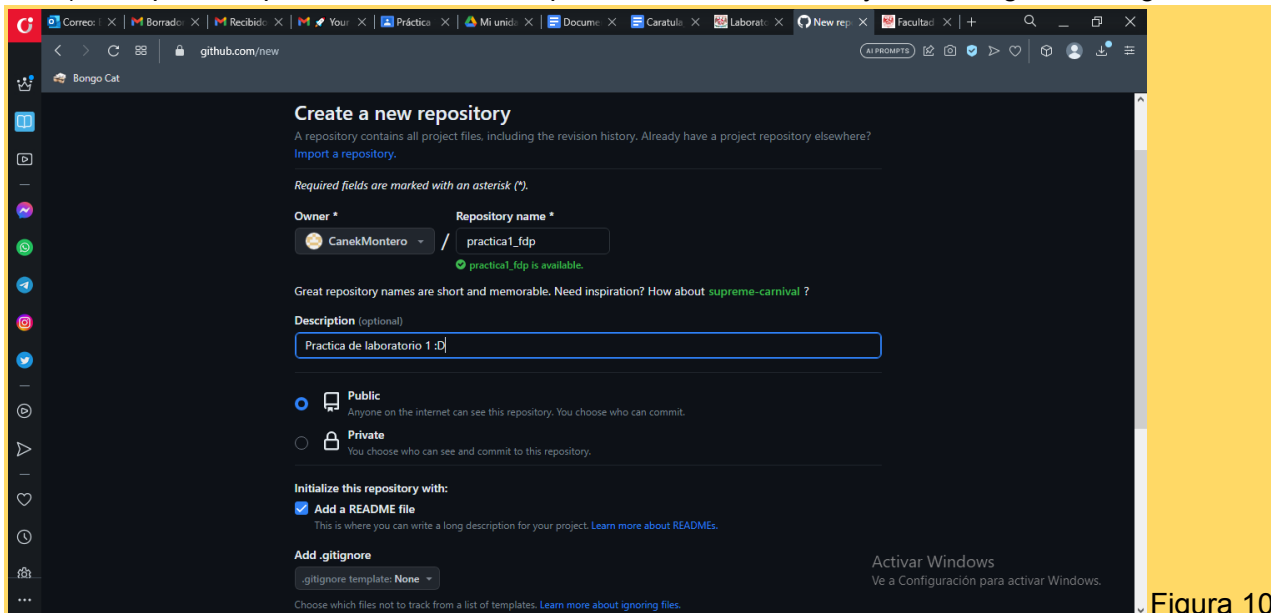 Correo: Borrador Recibido Your Práctica Mi unida Docume Caratula Laborato New rep Facultad
github.com/new AI PROMPTS
Bongo Cat
Create a new repository
A repository contains all project files, including the revision history. Already have a project repository elsewhere?
Import a repository.
Required fields are marked with an asterisk (*).
Owner * Repository name *
CanekMontero / practica1_fdp
practica1_fdp is available.
Great repository names are short and memorable. Need inspiration? How about supreme-carnival ?
Description (optional)
Practica de laboratorio 1 :D
Public
Anyone on the internet can see this repository. You choose who can commit.
Private
You choose who can see and commit to this repository.
Initialize this repository with:
Add a README file
This is where you can write a long description for your project. Learn more about READMEs.
Add .gitignore
.gitignore template: None
Choose which files not to track from a list of templates. Learn more about ignoring files.
Activar Windows
Ve a Configuración para activar Windows.
Figura 10